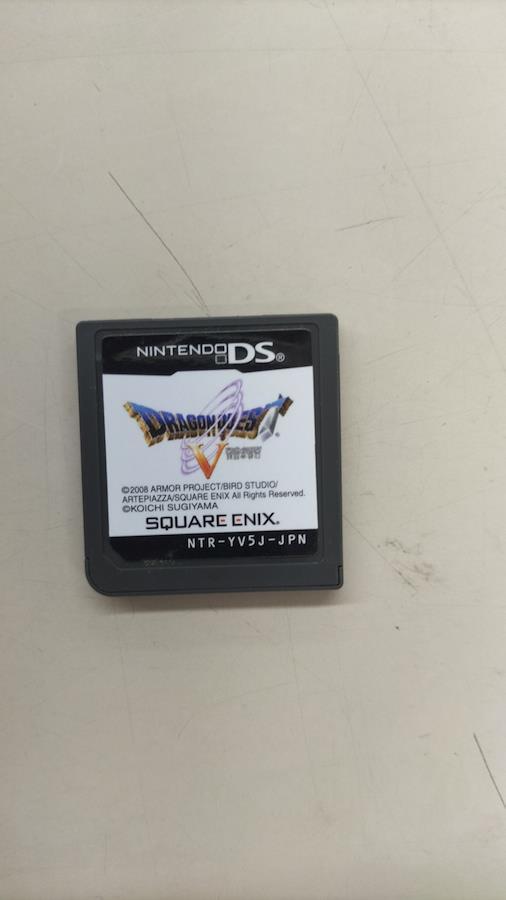 NINTENDO DS®
DRAGON QUEST
V
©2008 ARMOR PROJECT/BIRD STUDIO/
ARTEPIAZZA/SQUARE ENIX All Rights Reserved.
©KOICHI SUGIYAMA
SQUARE ENIX®
NTR-YV5J-JPN